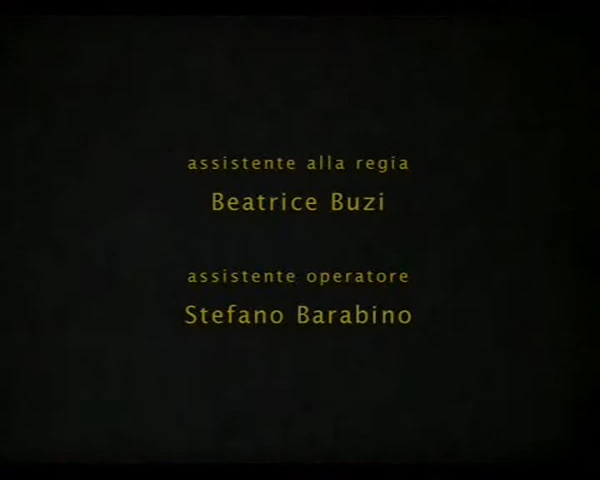 assistente alla regia
Beatrice Buzi
assistente operatore
Stefano Barabino